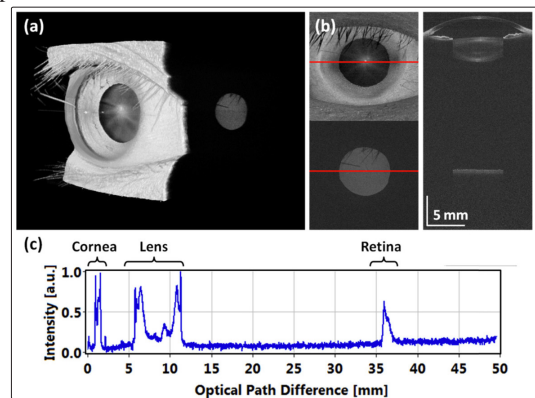 (a)
(b)
5 mm
(c)
Cornea
Lens
Retina
Intensity [a.u.]
1.0
0.5
0.0
0 5 10 15 20 25 30 35 40 45 50
Optical Path Difference [mm]